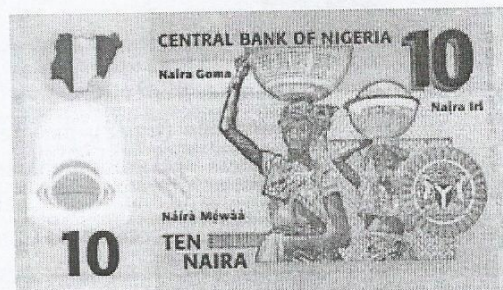 CENTRAL BANK OF NIGERIA 10
Naira Goma
Naira Iri
Náírà Mẹ́wàá
10 TEN
NAIRA